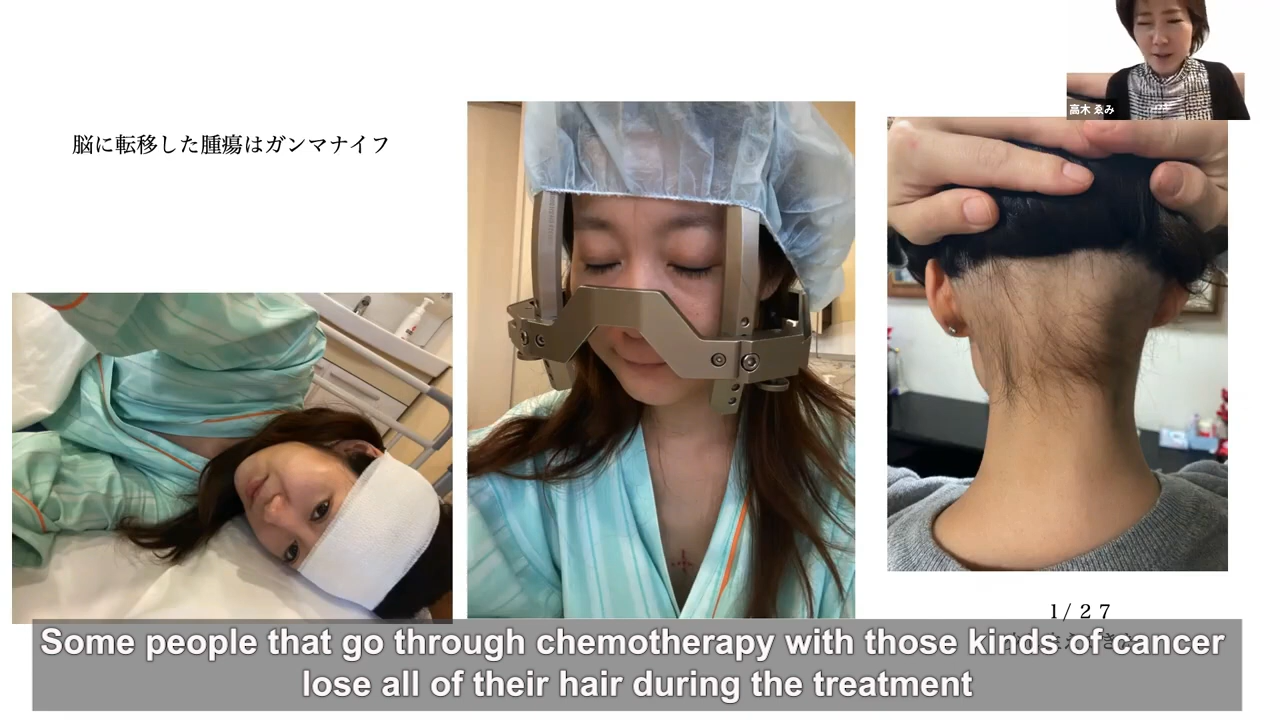 高木 ゑみ
脳に転移した腫瘍はガンマナイフ
1/27
Some people that go through chemotherapy with those kinds of cancer
lose all of their hair during the treatment